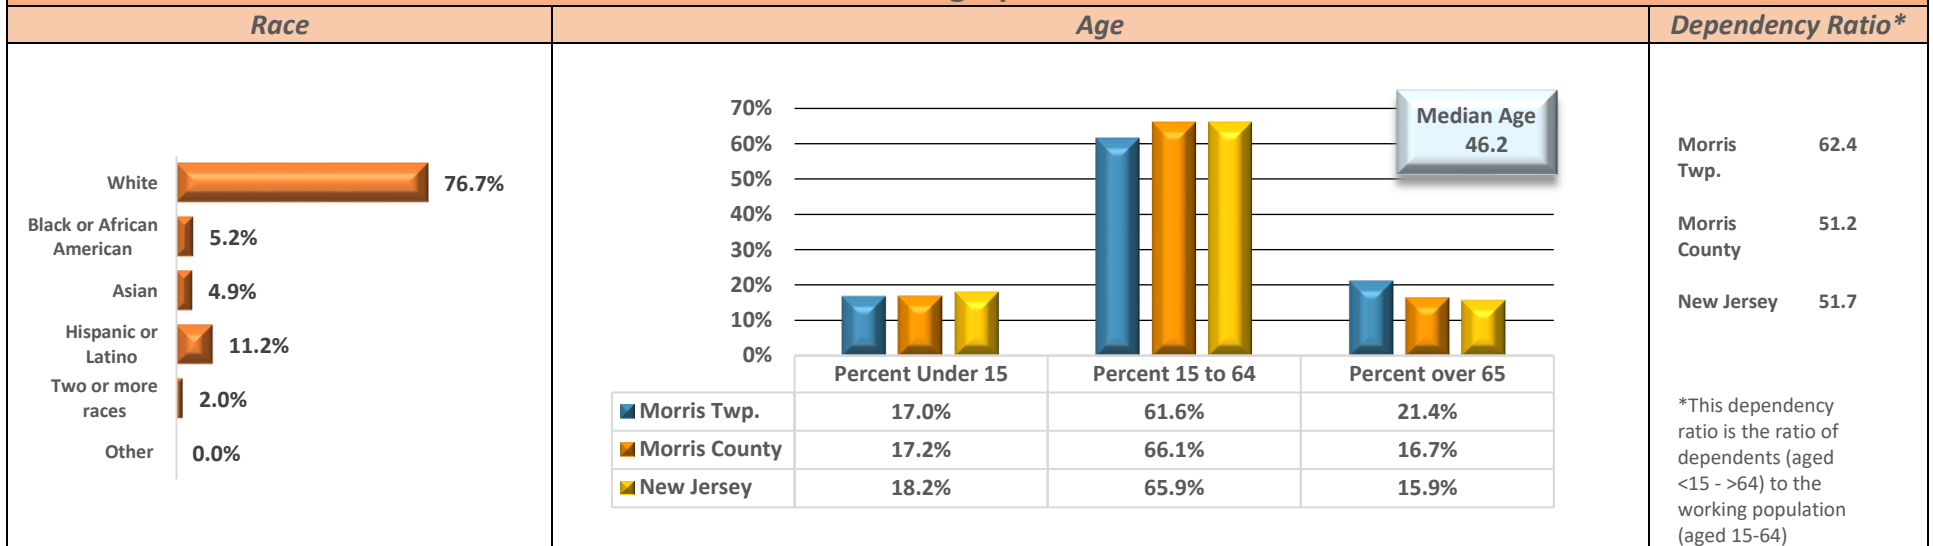 Race
Age
Dependency Ratio*
White
76.7%
Black or African
American
5.2%
Asian
4.9%
Hispanic or
Latino
11.2%
Two or more
races
2.0%
Other
0.0%
70%
60%
50%
40%
30%
20%
10%
0%
Median Age
46.2
Percent Under 15 Percent 15 to 64 Percent over 65
Morris Twp. 17.0% 61.6% 21.4%
Morris County 17.2% 66.1% 16.7%
New Jersey 18.2% 65.9% 15.9%
Morris 62.4
Twp.
Morris 51.2
County
New Jersey 51.7
*This dependency
ratio is the ratio of
dependents (aged
<15 - >64) to the
working population
(aged 15-64)